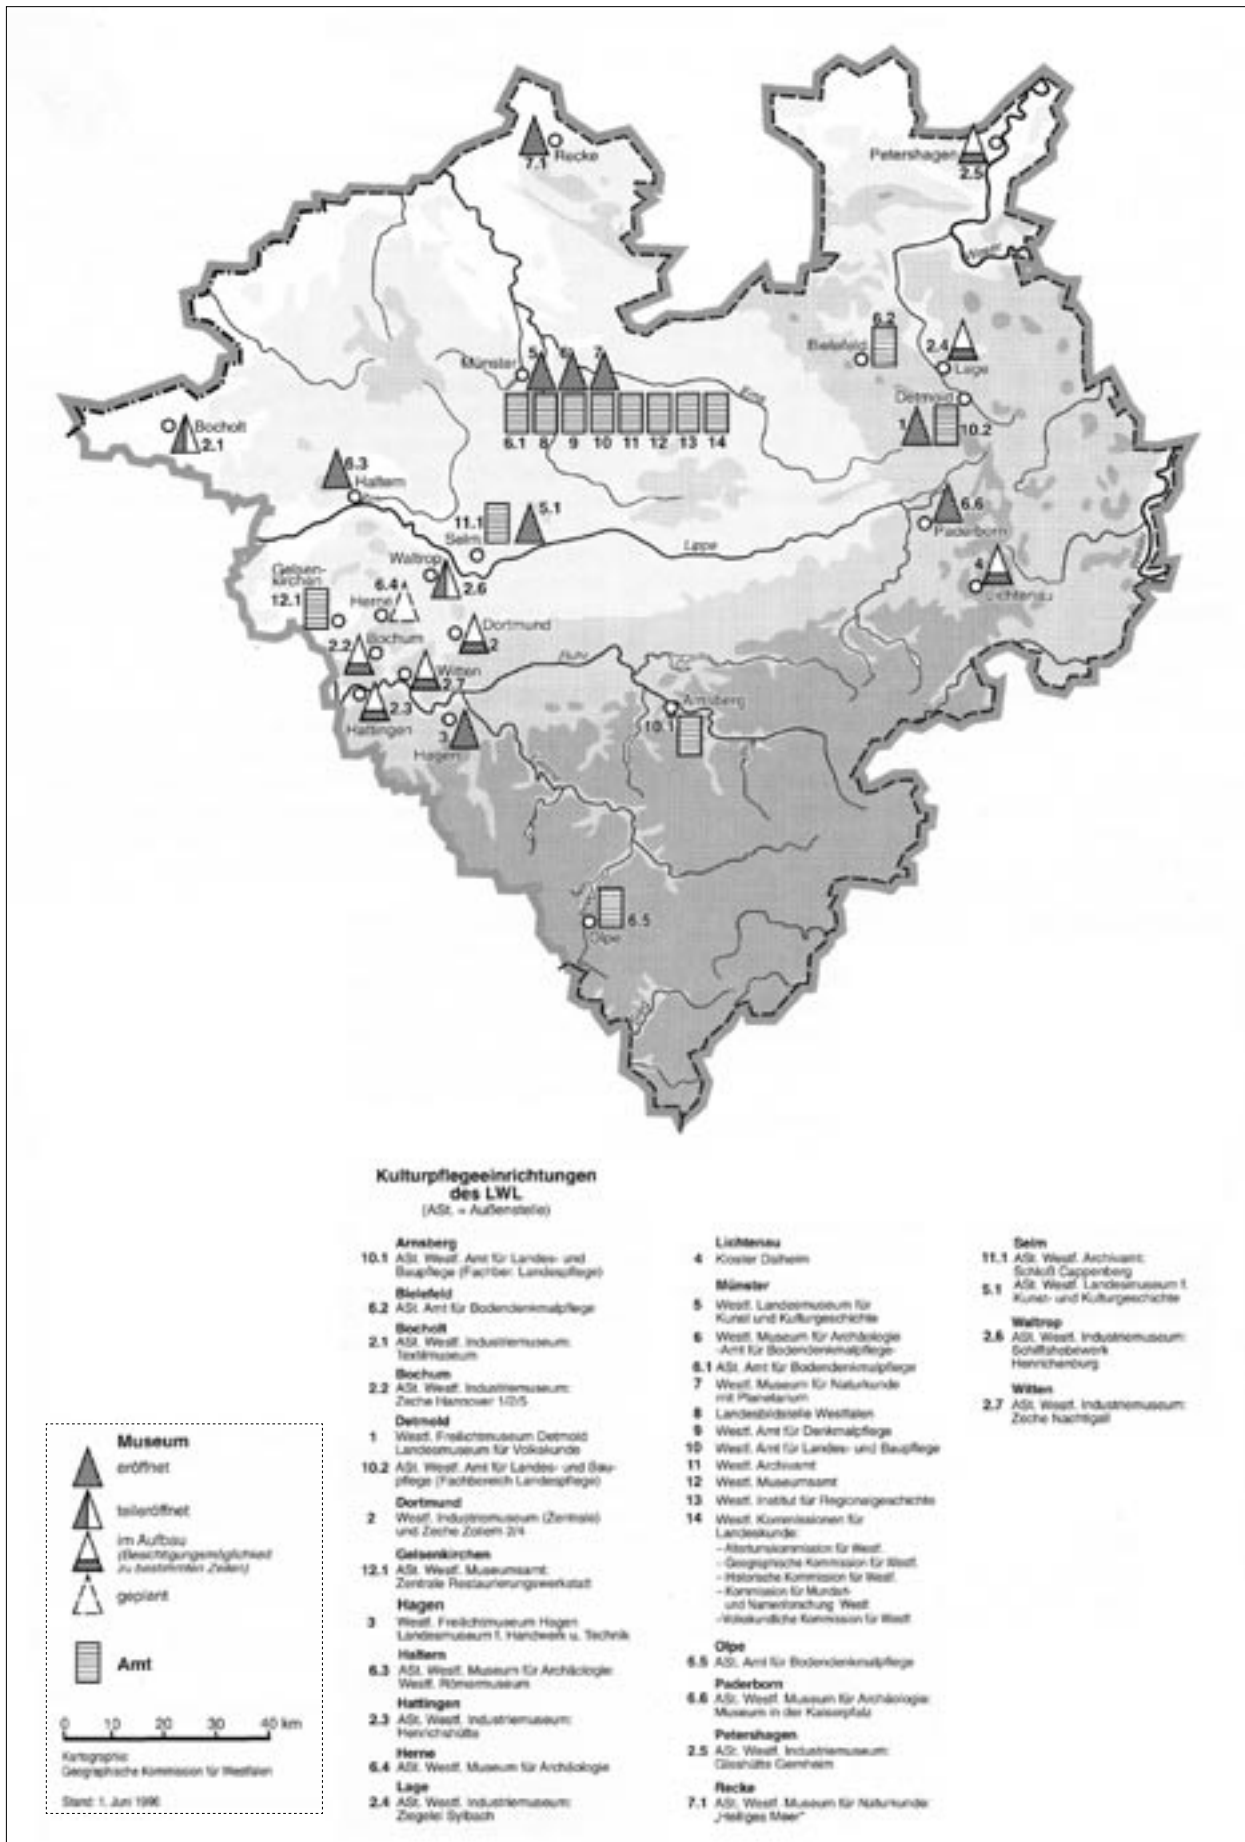 Recke
7.1
Petershagen
2.5
Weser
6.2
Bielefeld
2.4
Lage
Münster
5
6
7
Ems
Detmold
1
10.2
6.1 8 9 10 11 12 13 14
Bocholt
2.1
6.3
Haltern
11.1
5.1
Selm
6.6
Paderborn
Lippe
Waltrop
2.6
4
Lichtenau
Gelsen-
kirchen
12.1
6.4
Herne
Dortmund
2
2.2
Bochum
Ruhr
Witten
2.7
2.3
Hattingen
Arnsberg
10.1
3
Hagen
6.5
Olpe
Kulturpflegeeinrichtungen
des LWL
(ASt. = Außenstelle)
Arnsberg
10.1 ASt. Westf. Amt für Landes- und
Baupflege (Fachber. Landespflege)
Bielefeld
6.2 ASt. Amt für Bodendenkmalpflege
Bocholt
2.1 ASt. Westf. Industriemuseum:
Textilmuseum
Bochum
2.2 ASt. Westf. Industriemuseum:
Zeche Hannover 1/2/5
Detmold
1 Westf. Freilichtmuseum Detmold
Landesmuseum für Volkskunde
10.2 ASt. Westf. Amt für Landes- und Bau-
pflege (Fachbereich Landespflege)
Dortmund
2 Westf. Industriemuseum (Zentrale)
und Zeche Zollern 2/4
Gelsenkirchen
12.1 ASt. Westf. Museumsamt:
Zentrale Restaurierungswerkstatt
Hagen
3 Westf. Freilichtmuseum Hagen
Landesmuseum f. Handwerk u. Technik
Haltern
6.3 ASt. Westf. Museum für Archäologie:
Westf. Römermuseum
Hattingen
2.3 ASt. Westf. Industriemuseum:
Henrichshütte
Herne
6.4 ASt. Westf. Museum für Archäologie
Lage
2.4 ASt. Westf. Industriemuseum:
Ziegelei Sylbach
Lichtenau
4 Kloster Dalheim
Münster
5 Westf. Landesmuseum für
Kunst und Kulturgeschichte
6 Westf. Museum für Archäologie
-Amt für Bodendenkmalpflege-
6.1 ASt. Amt für Bodendenkmalpflege
7 Westf. Museum für Naturkunde
mit Planetarium
8 Landesbildstelle Westfalen
9 Westf. Amt für Denkmalpflege
10 Westf. Amt für Landes- und Baupflege
11 Westf. Archivamt
12 Westf. Museumsamt
13 Westf. Institut für Regionalgeschichte
14 Westf. Kommissionen für
Landeskunde:
– Altertumskommission für Westf.
– Geographische Kommission für Westf.
– Historische Kommission für Westf.
– Kommission für Mundart-
und Namenforschung Westf.
– Volkskundliche Kommission für Westf.
Olpe
6.5 ASt. Amt für Bodendenkmalpflege
Paderborn
6.6 ASt. Westf. Museum für Archäologie:
Museum in der Kaiserpfalz
Petershagen
2.5 ASt. Westf. Industriemuseum:
Glashütte Gernheim
Recke
7.1 ASt. Westf. Museum für Naturkunde:
„Heiliges Meer"
Selm
11.1 ASt. Westf. Archivamt:
Schloß Cappenberg
5.1 ASt. Westf. Landesmuseum f.
Kunst- und Kulturgeschichte
Waltrop
2.6 ASt. Westf. Industriemuseum:
Schiffshebewerk
Henrichenburg
Witten
2.7 ASt. Westf. Industriemuseum:
Zeche Nachtigall
Museum
eröffnet
teileröffnet
im Aufbau
(Besichtigungsmöglichkeit
zu bestimmten Zeiten)
geplant
Amt
0 10 20 30 40 km
Kartographie:
Geographische Kommission für Westfalen
Stand: 1. Juni 1996